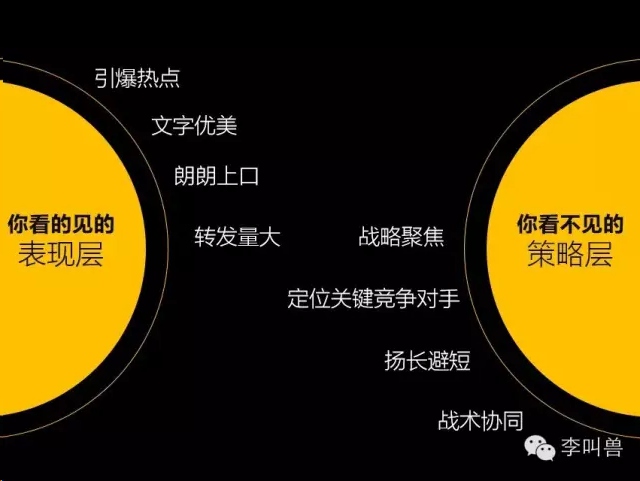 引爆热点
文字优美
朗朗上口
转发量大
你看的见的
表现层
你看不见的
策略层
战略聚焦
定位关键竞争对手
扬长避短
战术协同
李叫兽